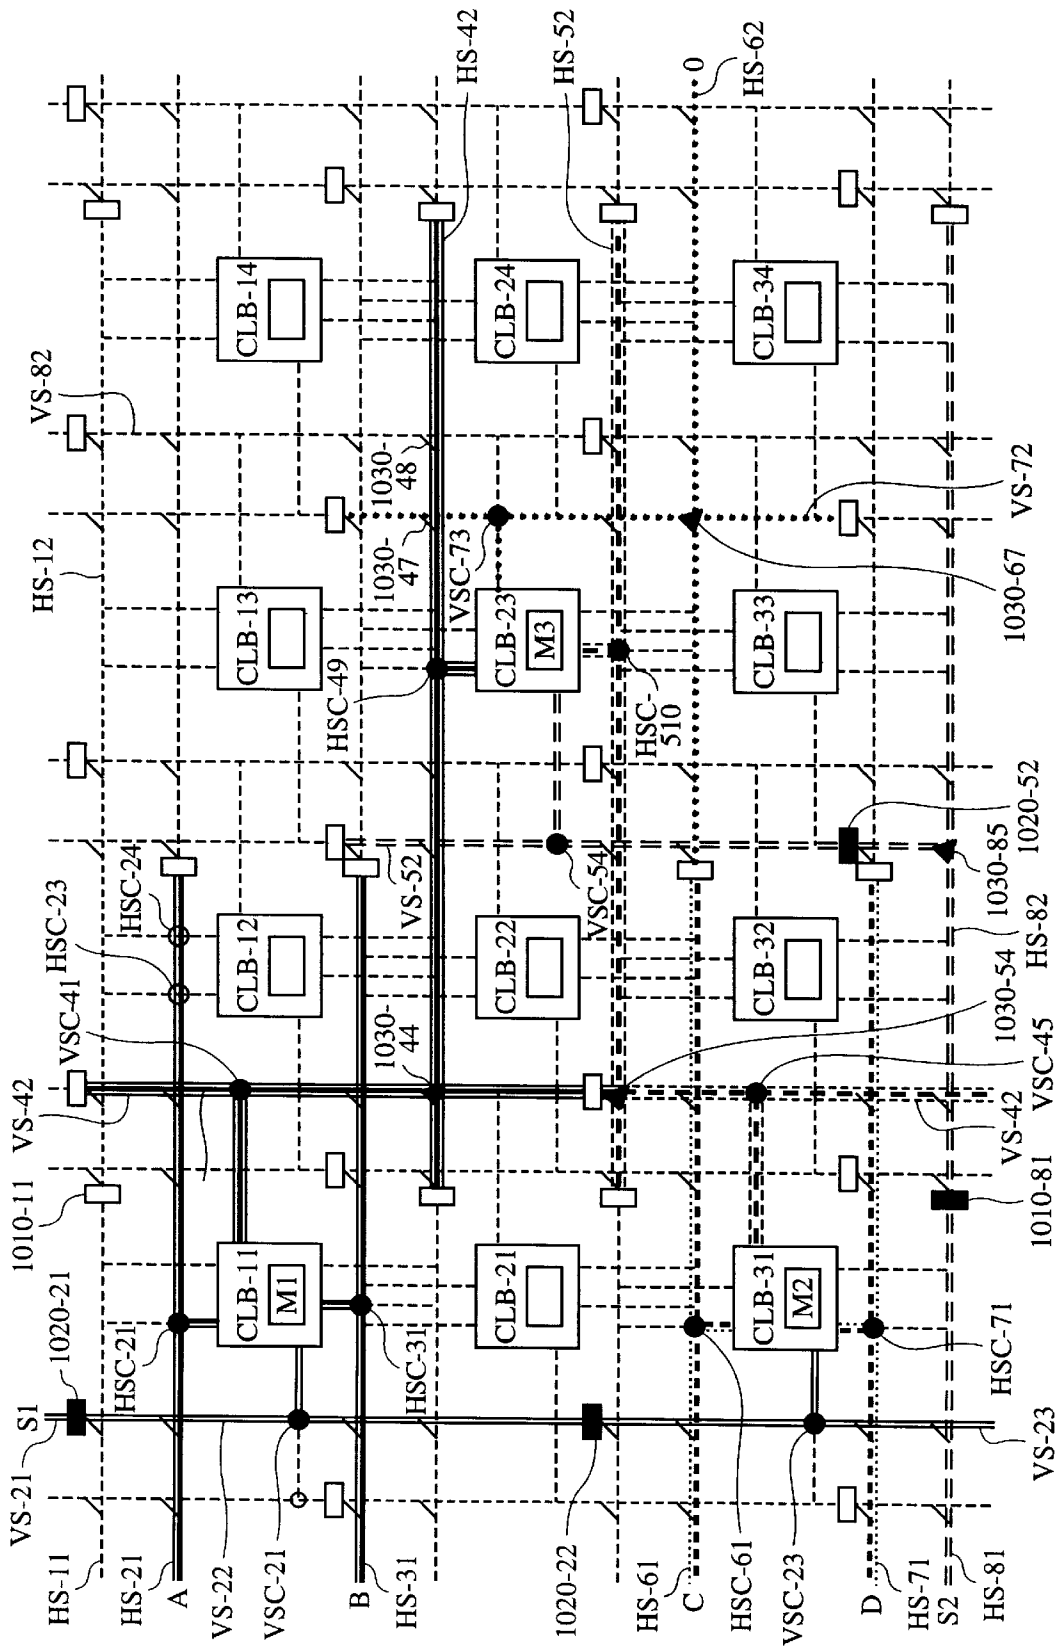 VS-21
S1
1020-21
1010-11
VS-42
VSC-41
HSC-23
HSC-24
HS-12
VS-82
HS-42
HS-52
HS-11
HS-21
A
HSC-21
CLB-11
M1
CLB-12
CLB-13
CLB-14
VS-22
VSC-21
B
HS-31
HSC-31
1030-
44
VS-52
HSC-49
1030-
47
1030-
48
VSC-73
1020-22
CLB-21
CLB-22
VSC-54
CLB-23
M3
CLB-24
HSC-
510
HS-61
C
HSC-61
0
HS-62
VSC-23
CLB-31
M2
CLB-32
CLB-33
CLB-34
D
HS-71
S2
HS-81
HSC-71
VS-23
1010-81
VS-42
VSC-45
1030-54
HS-82
1030-85
1020-52
1030-67
VS-72